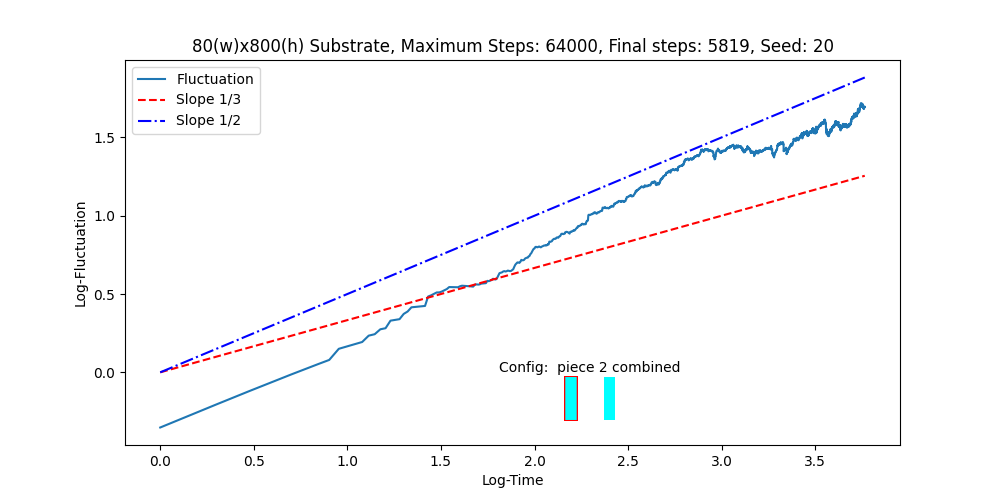 80(w)x800(h) Substrate, Maximum Steps: 64000, Final steps: 5819, Seed: 20
Fluctuation
Slope 1/3
Slope 1/2
Log-Fluctuation
1.5
1.0
0.5
0.0
Config:  piece 2 combined
0.0 0.5 1.0 1.5 2.0 2.5 3.0 3.5
Log-Time